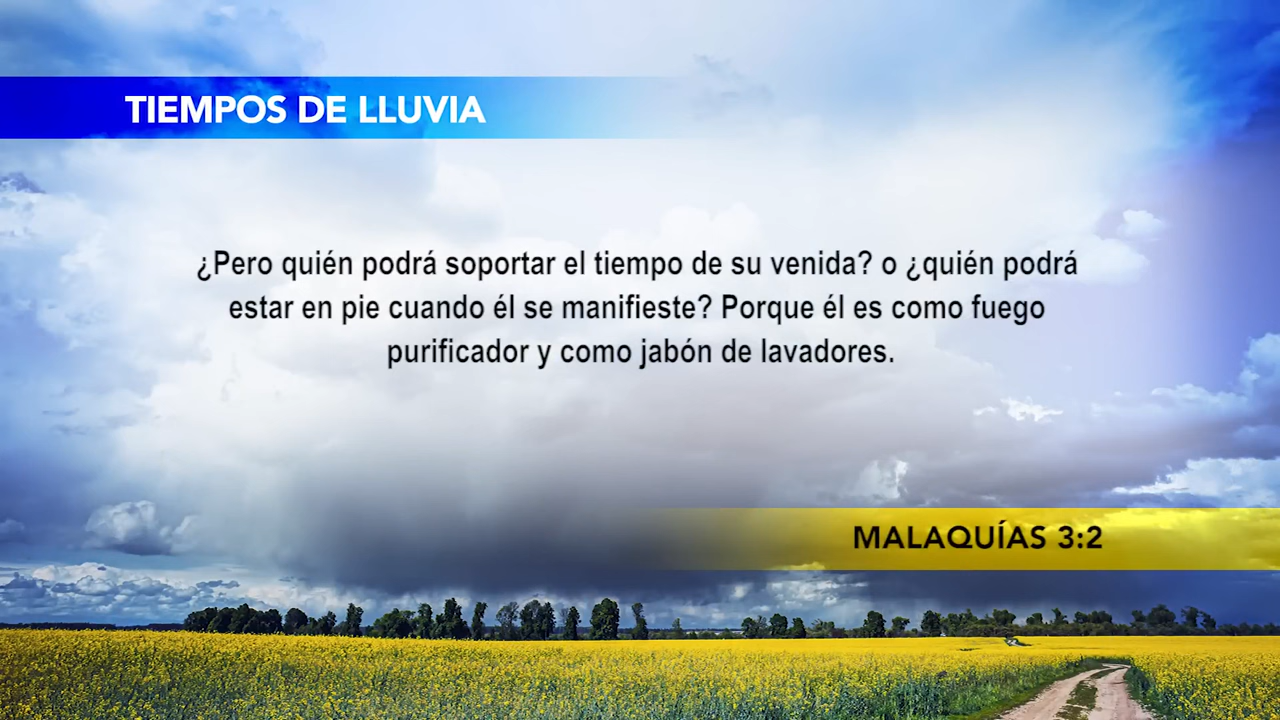 TIEMPOS DE LLUVIA
¿Pero quién podrá soportar el tiempo de su venida? o ¿quién podrá
estar en pie cuando él se manifieste? Porque él es como fuego
purificador y como jabón de lavadores.
MALAQUÍAS 3:2